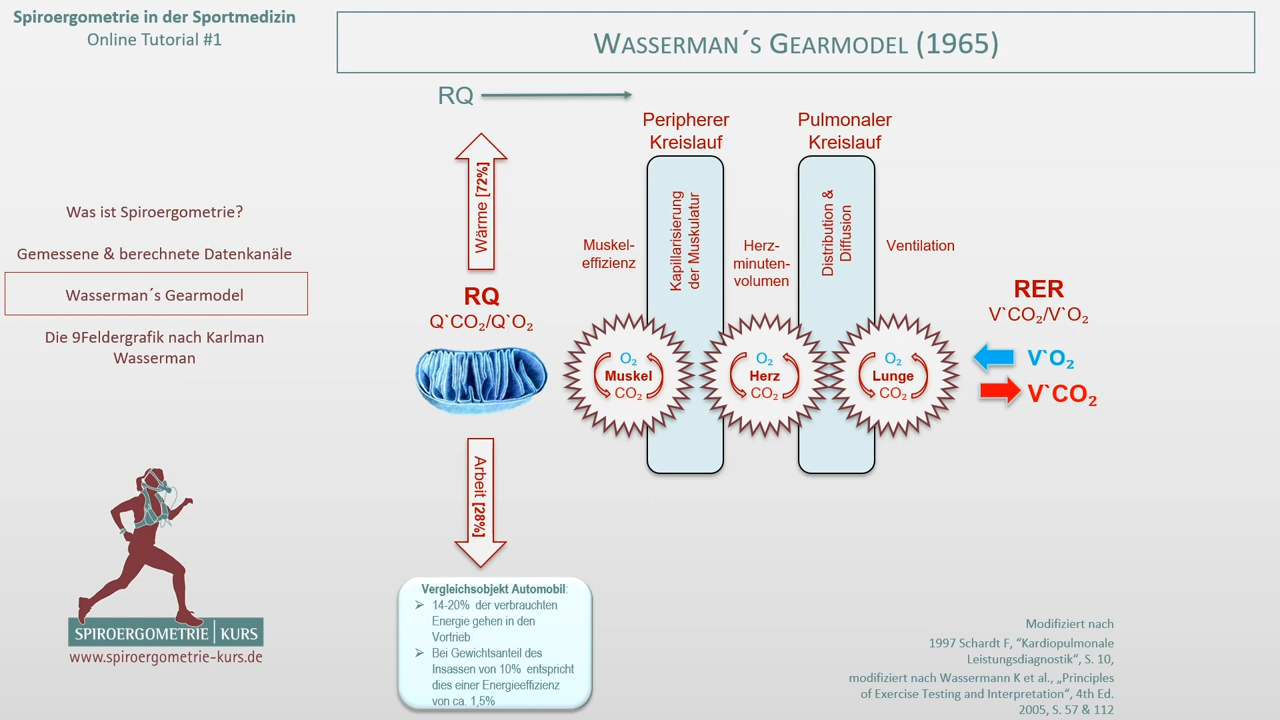 Spiroergometrie in der Sportmedizin
Online Tutorial #1
WASSERMAN´S GEARMODEL (1965)
RQ
Peripherer
Kreislauf
Pulmonaler
Kreislauf
Wärme [72%]
Muskel-
effizienz
Kapillarisierung
der Muskulatur
Herz-
minuten-
volumen
Distribution &
Diffusion
Ventilation
Was ist Spiroergometrie?
Gemessene & berechnete Datenkanäle
Wasserman´s Gearmodel
Die 9Feldergrafik nach Karlman
Wasserman
RQ
Q`CO₂/Q`O₂
RER
V`CO₂/V`O₂
O₂
Muskel
CO₂
O₂
Herz
CO₂
O₂
Lunge
CO₂
V`O₂
V`CO₂
Arbeit [28%]
Vergleichsobjekt Automobil:
➢ 14-20% der verbrauchten
Energie gehen in den
Vortrieb
➢ Bei Gewichtsanteil des
Insassen von 10% entspricht
dies einer Energieeffizienz
von ca. 1,5%
SPIROERGOMETRIE | KURS
www.spiroergometrie-kurs.de
Modifiziert nach
1997 Schardt F, “Kardiopulmonale
Leistungsdiagnostik“, S. 10,
modifiziert nach Wassermann K et al., „Principles
of Exercise Testing and Interpretation“, 4th Ed.
2005, S. 57 & 112